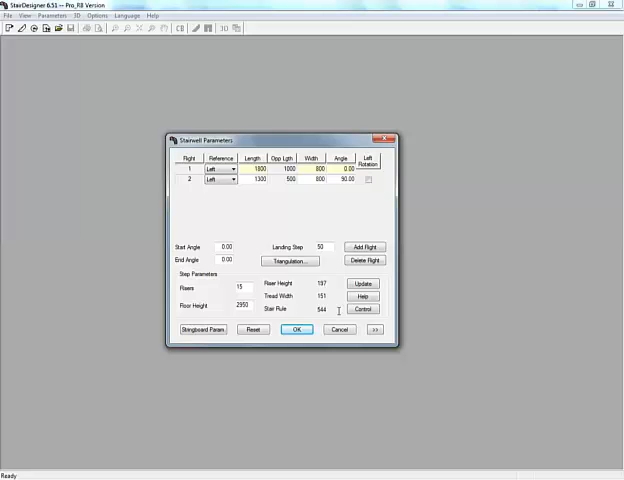 StairDesigner 6.51 -- Pro_RB Version
File View Parameters 3D Options Language Help
CB 3D
Stairwell Parameters
Flight Reference Length Opp Lgth Width Angle Left Rotation
1 Left 1800 1000 800 0.00
2 Left 1300 500 800 90.00
Start Angle 0.00 Landing Step 50 Add Flight
End Angle 0.00 Triangulation... Delete Flight
Step Parameters
Risers 15 Riser Height 197 Update
Tread Width 151 Help
Floor Height 2950 Stair Rule 544 Control
Stringboard Param. Reset OK Cancel >>
Ready